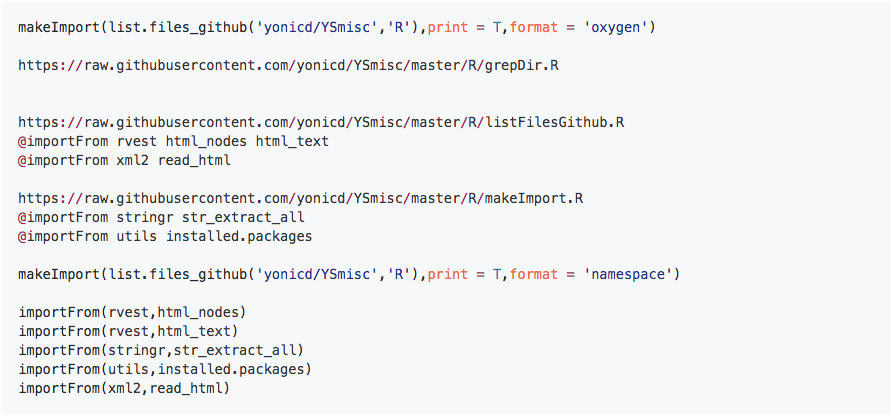 makeImport(list.files_github('yonicd/YSmisc','R'),print = T,format = 'oxygen')
https://raw.githubusercontent.com/yonicd/YSmisc/master/R/grepDir.R
https://raw.githubusercontent.com/yonicd/YSmisc/master/R/listFilesGithub.R
@importFrom rvest html_nodes html_text
@importFrom xml2 read_html
https://raw.githubusercontent.com/yonicd/YSmisc/master/R/makeImport.R
@importFrom stringr str_extract_all
@importFrom utils installed.packages
makeImport(list.files_github('yonicd/YSmisc','R'),print = T,format = 'namespace')
importFrom(rvest,html_nodes)
importFrom(rvest,html_text)
importFrom(stringr,str_extract_all)
importFrom(utils,installed.packages)
importFrom(xml2,read_html)